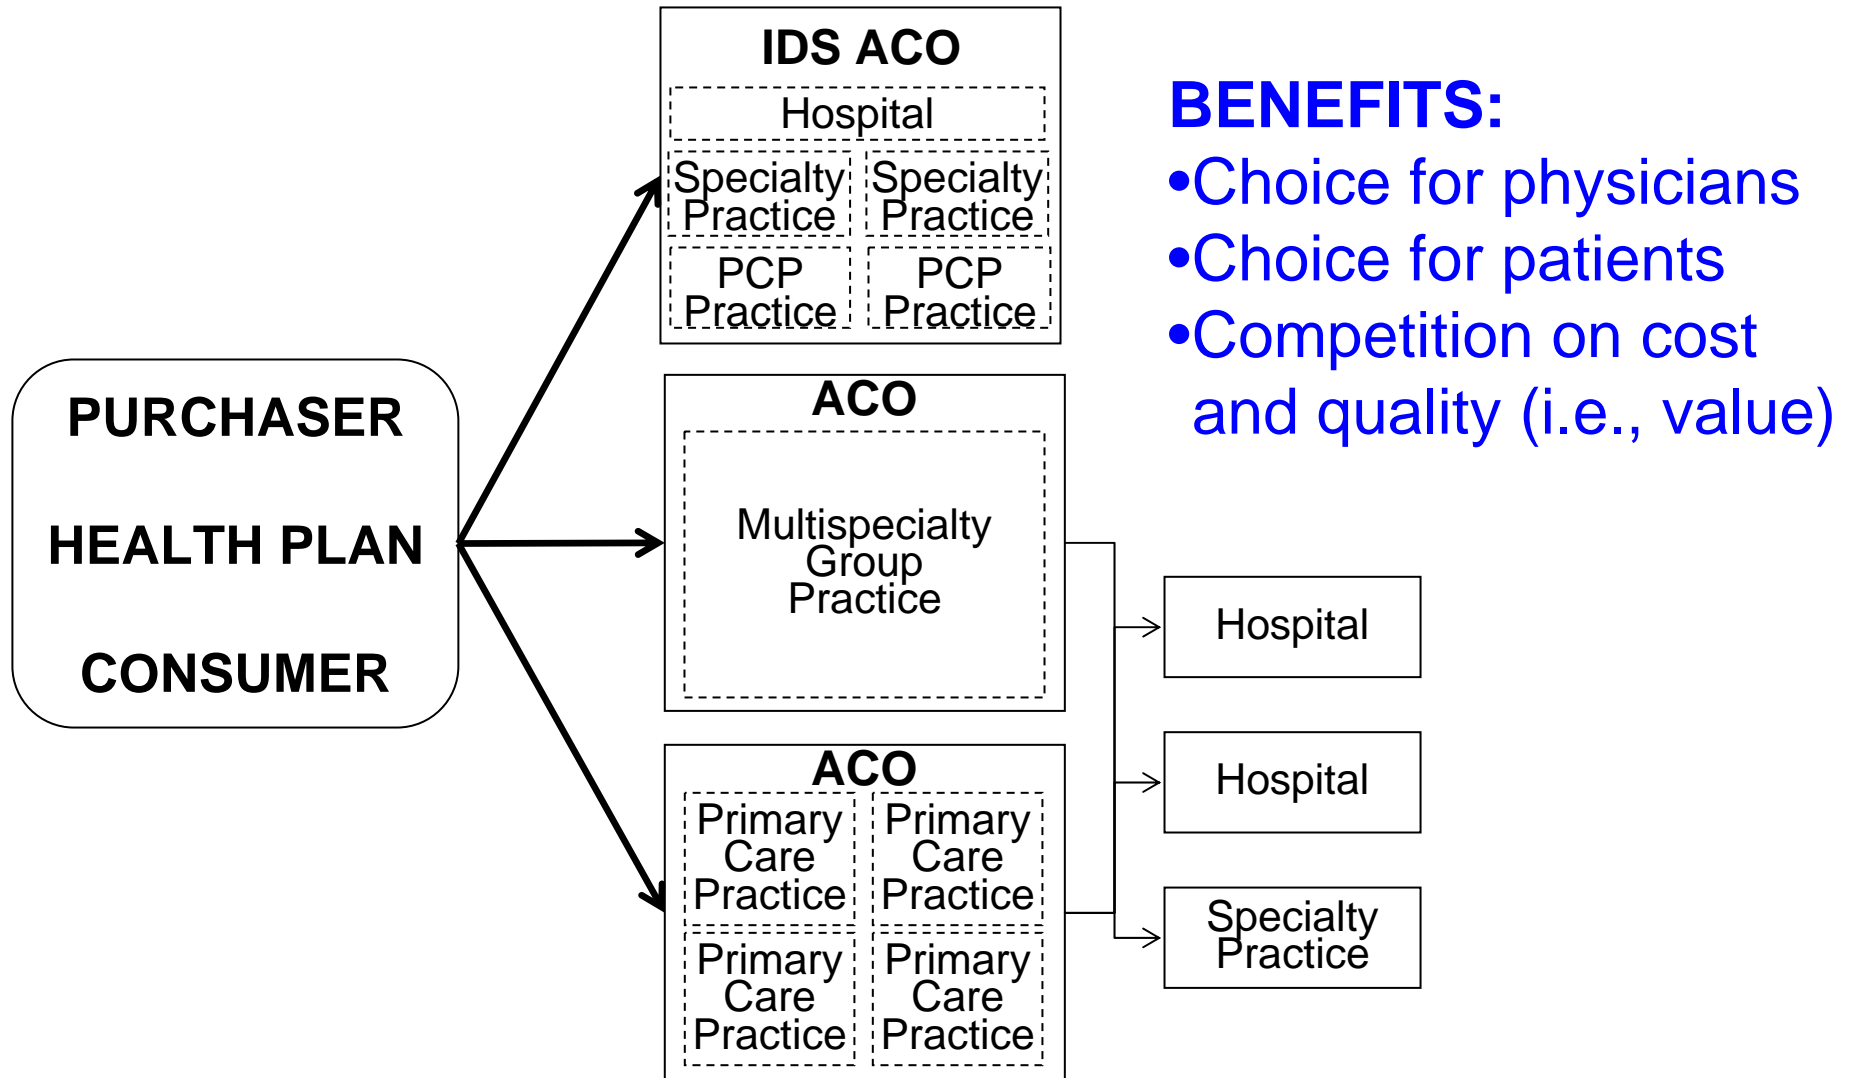 PURCHASER
HEALTH PLAN
CONSUMER
IDS ACO
Hospital
Specialty
Practice
Specialty
Practice
PCP
Practice
PCP
Practice
ACO
Multispecialty
Group
Practice
ACO
Primary
Care
Practice
Primary
Care
Practice
Primary
Care
Practice
Primary
Care
Practice
BENEFITS:
•Choice for physicians
•Choice for patients
•Competition on cost
and quality (i.e., value)
Hospital
Hospital
Specialty
Practice